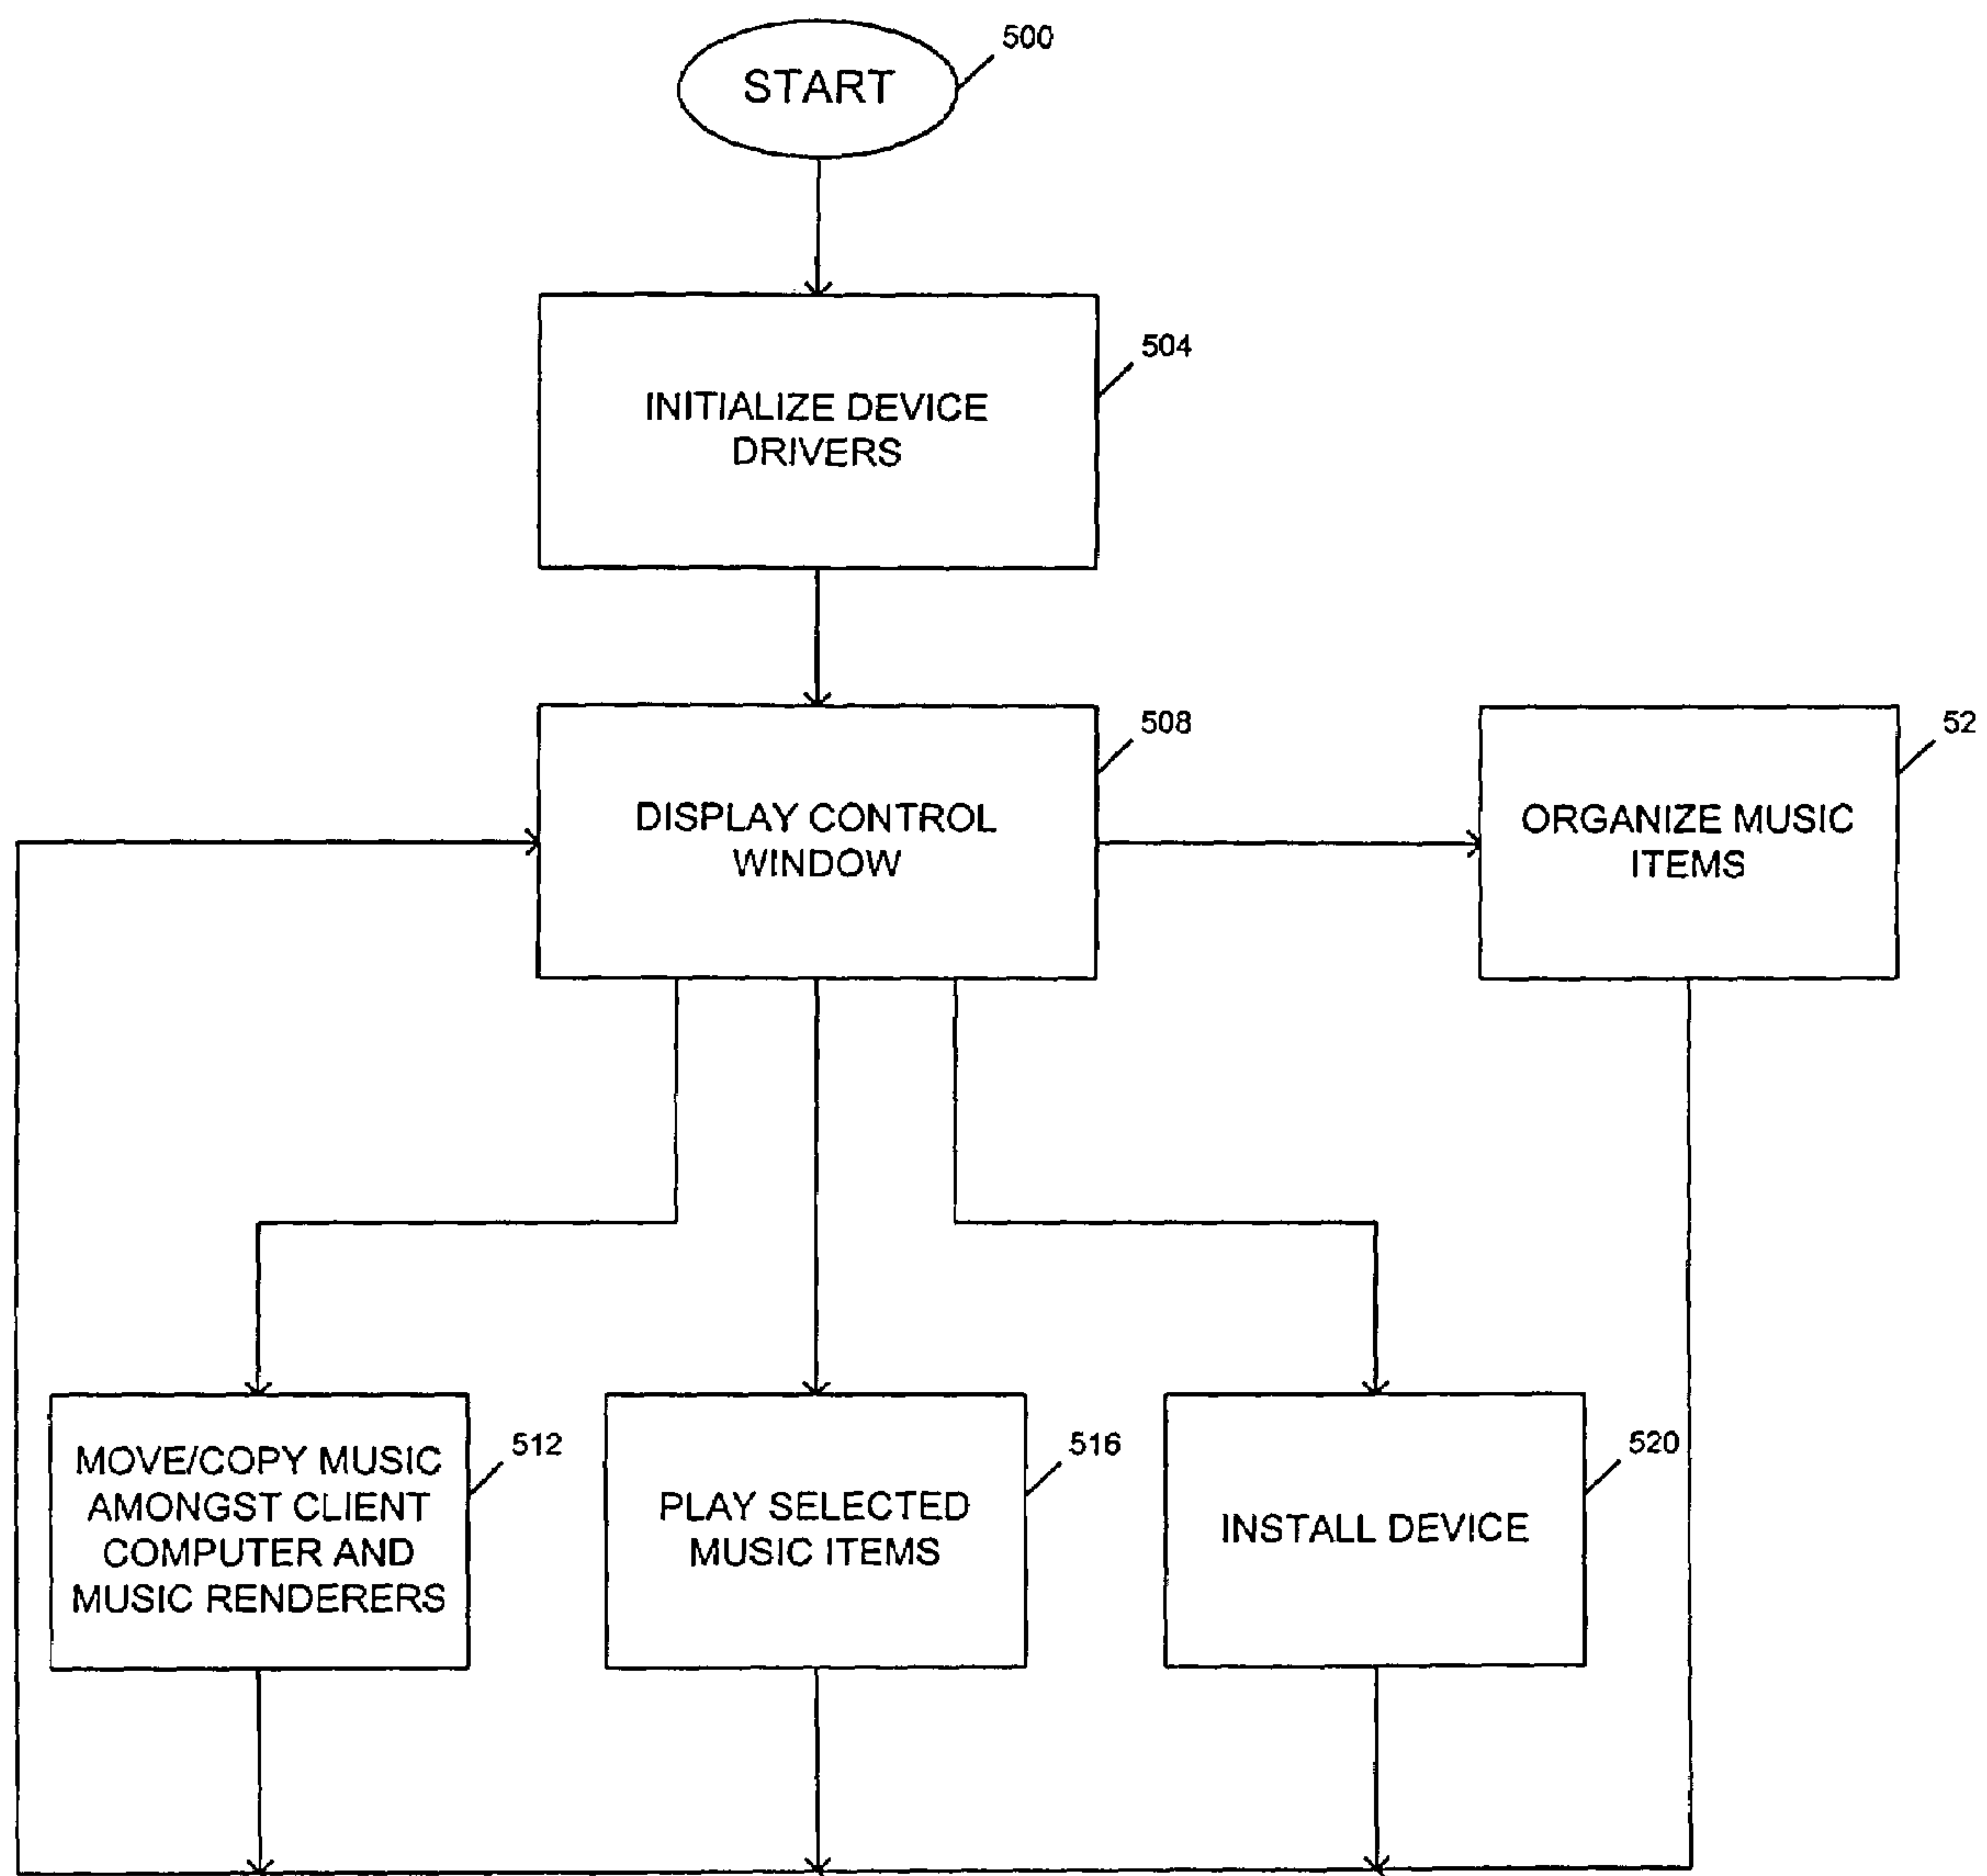 START
500
INITIALIZE DEVICE
DRIVERS
504
DISPLAY CONTROL
WINDOW
508
ORGANIZE MUSIC
ITEMS
52
MOVE/COPY MUSIC
AMONGST CLIENT
COMPUTER AND
MUSIC RENDERERS
512
PLAY SELECTED
MUSIC ITEMS
516
INSTALL DEVICE
520